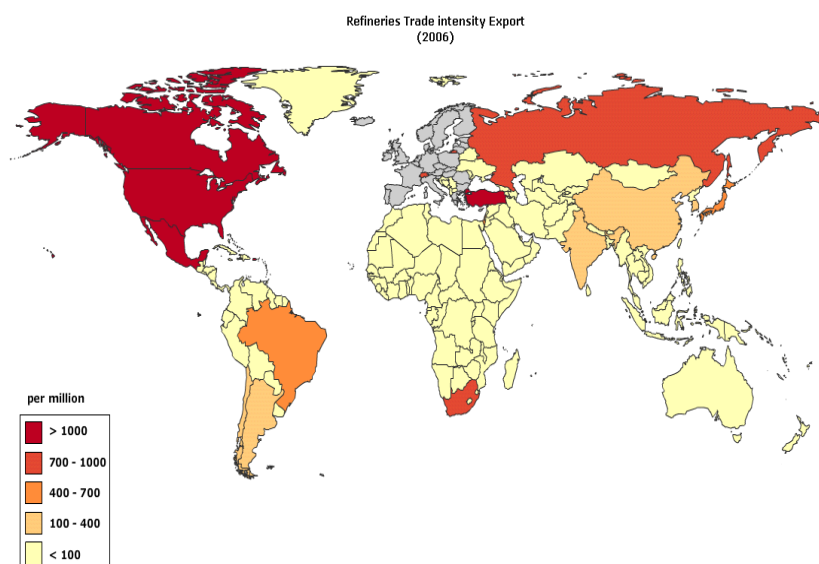 Refineries Trade intensity Export
(2006)
per million
> 1000
700 - 1000
400 - 700
100 - 400
< 100